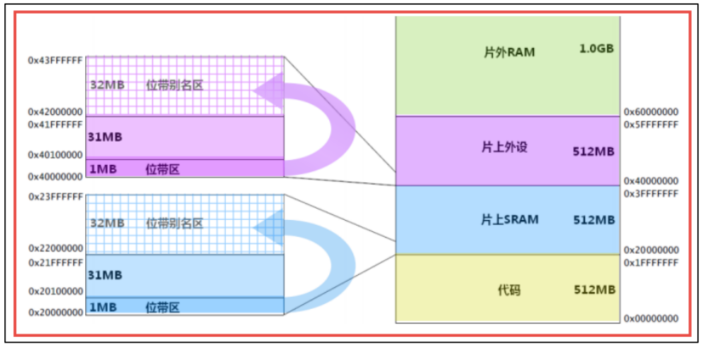 0x43FFFFFF
32MB 位带别名区
0x42000000
0x41FFFFFF
31MB
0x40100000
1MB 位带区
0x40000000
0x23FFFFFF
32MB 位带别名区
0x22000000
0x21FFFFFF
31MB
0x20100000
1MB 位带区
0x20000000
片外RAM 1.0GB
0x60000000
0x5FFFFFFF
片上外设 512MB
0x40000000
0x3FFFFFFF
片上SRAM 512MB
0x20000000
0x1FFFFFFF
代码 512MB
0x00000000